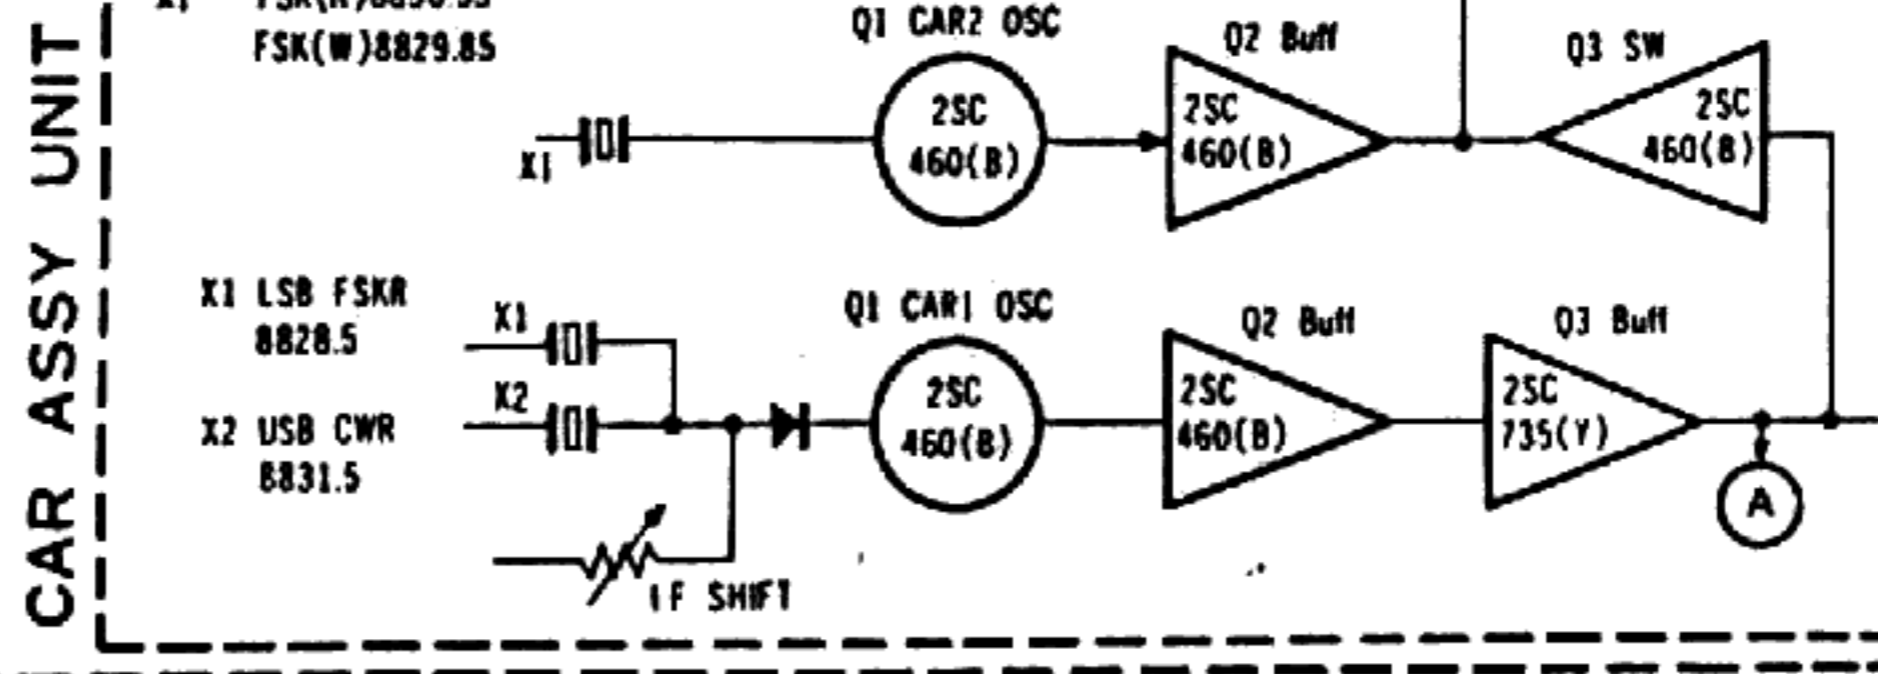 CAR ASSY UNIT
FSK(W)8829.85
Q1 CAR2 OSC
Q2 Buff
Q3 SW
X1
2SC
460(B)
2SC
460(B)
2SC
460(B)
X1 LSB FSKR
8828.5
X1
Q1 CAR1 OSC
Q2 Buff
Q3 Buff
X2 USB CWR
8831.5
X2
2SC
460(B)
2SC
460(B)
2SC
735(Y)
A
IF SHIFT